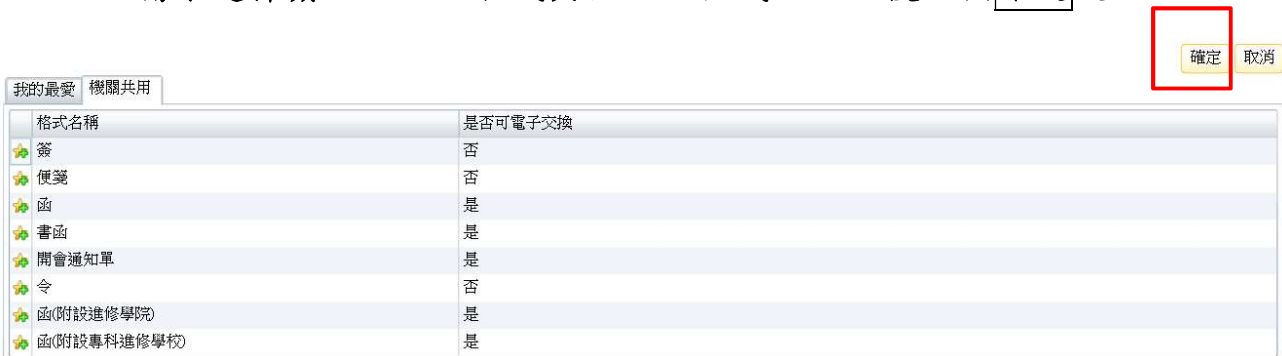 確定 取消
我的最愛 機關共用
格式名稱 是否可電子交換
簽 否
便箋 否
函 是
書函 是
開會通知單 是
令 否
函(附設進修學院) 是
函(附設專科進修學校) 是